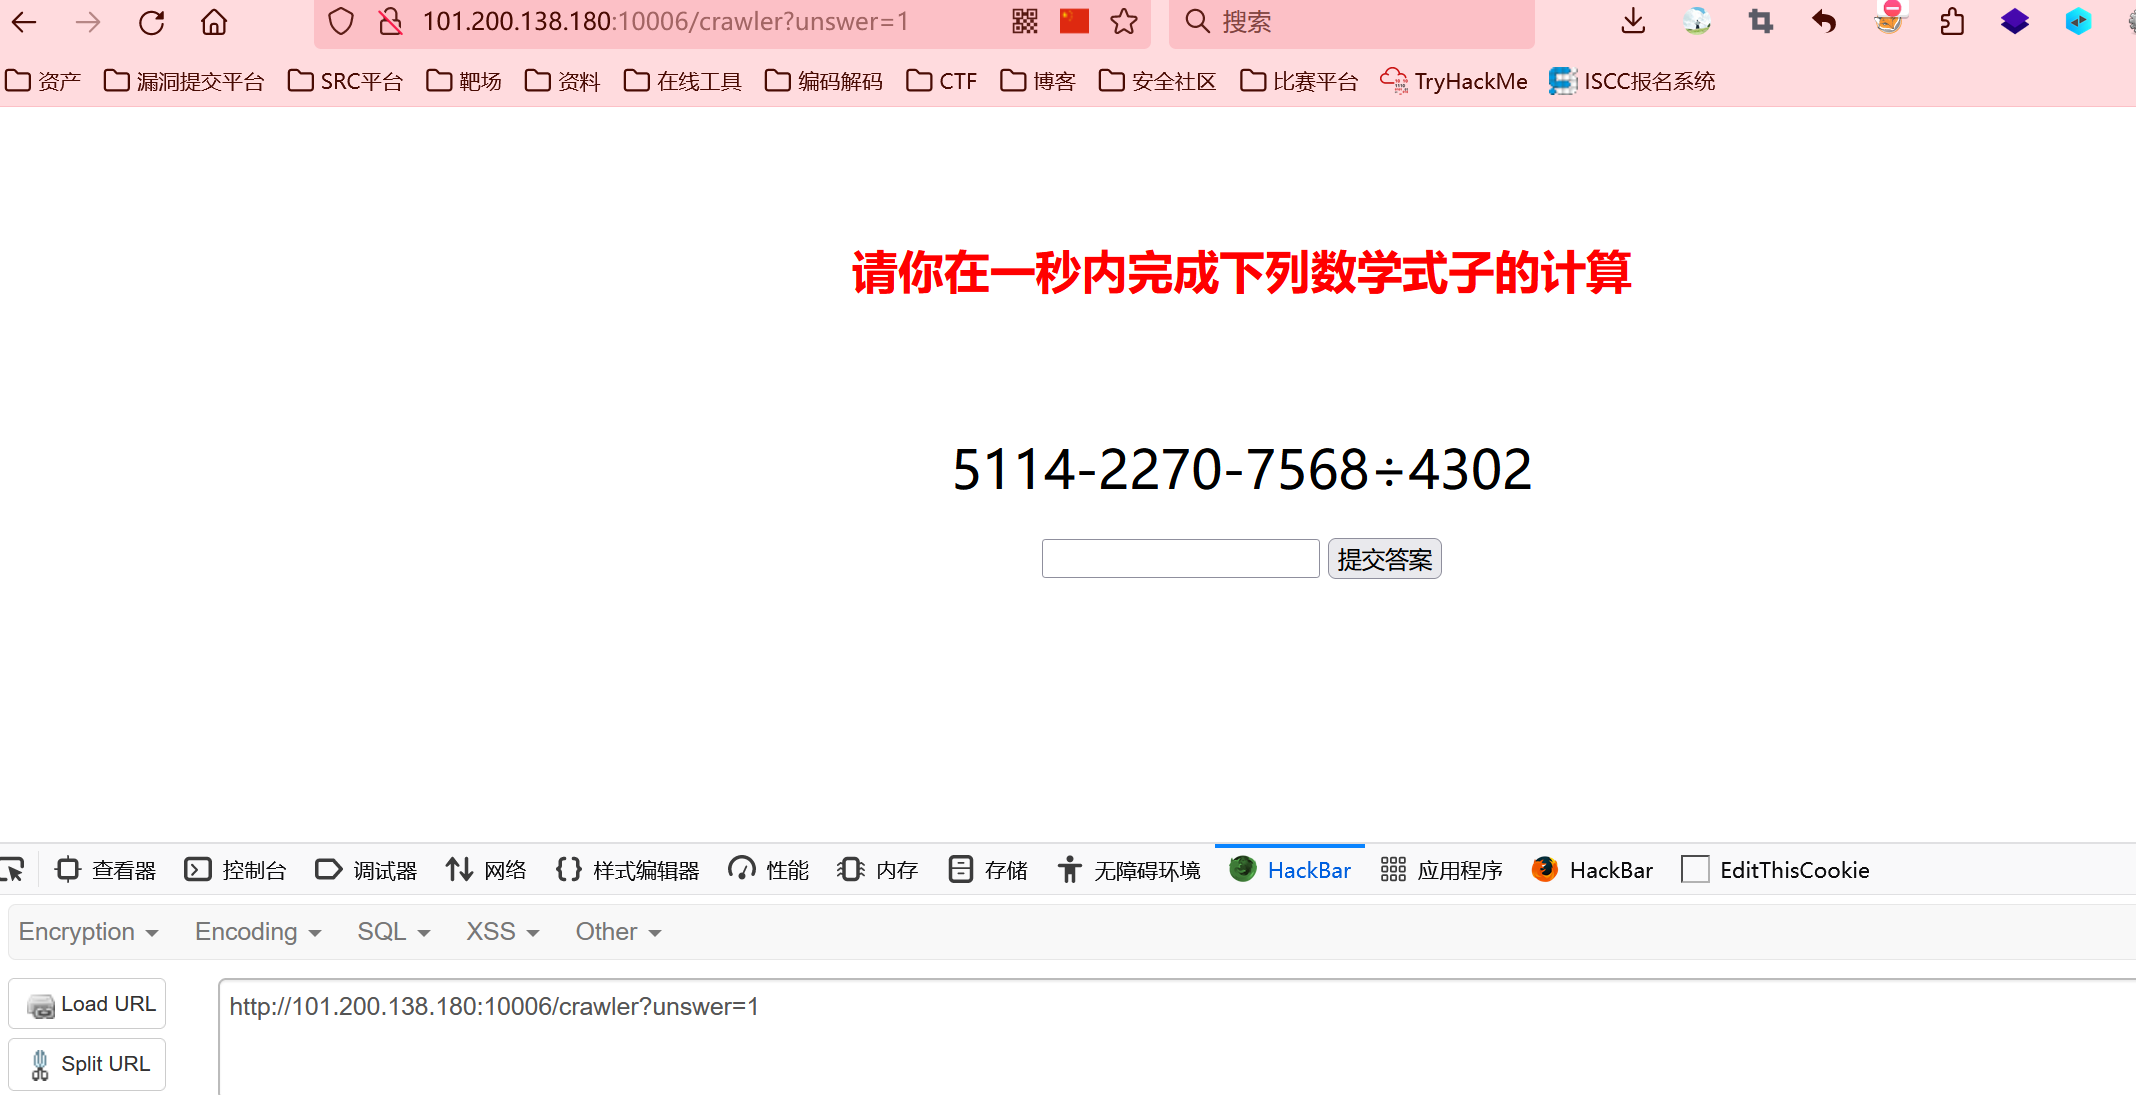 101.200.138.180:10006/crawler?unswer=1
搜索
资产 漏洞提交平台 SRC平台 靶场 资料 在线工具 编码解码 CTF 博客 安全社区 比赛平台 TryHackMe ISCC报名系统
请你在一秒内完成下列数学式子的计算
5114-2270-7568÷4302
提交答案
查看器 控制台 调试器 网络 样式编辑器 性能 内存 存储 无障碍环境 HackBar 应用程序 HackBar EditThisCookie
Encryption Encoding SQL XSS Other
Load URL
http://101.200.138.180:10006/crawler?unswer=1
Split URL